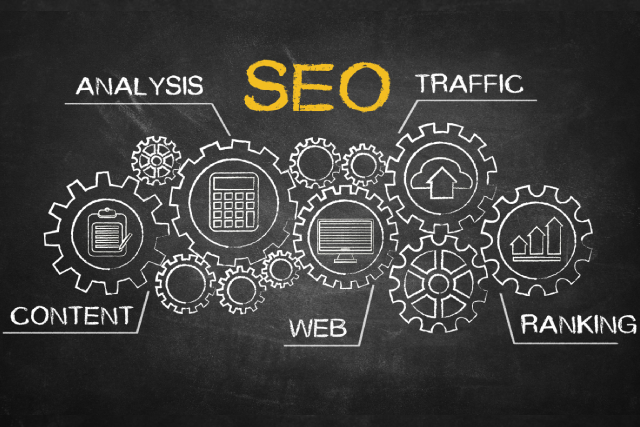 SEO
ANALYSIS
TRAFFIC
CONTENT
WEB
RANKING